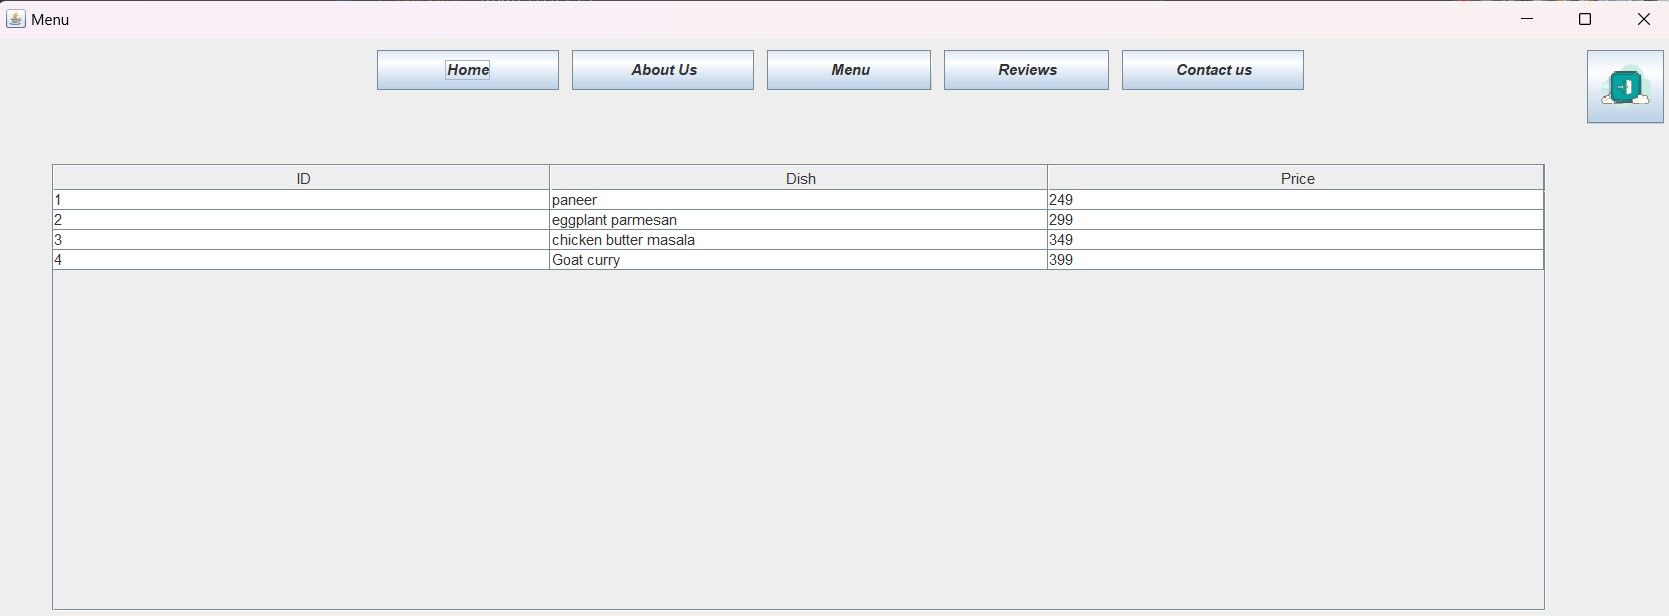 Menu
Home About Us Menu Reviews Contact us
ID Dish Price
1 paneer 249
2 eggplant parmesan 299
3 chicken butter masala 349
4 Goat curry 399